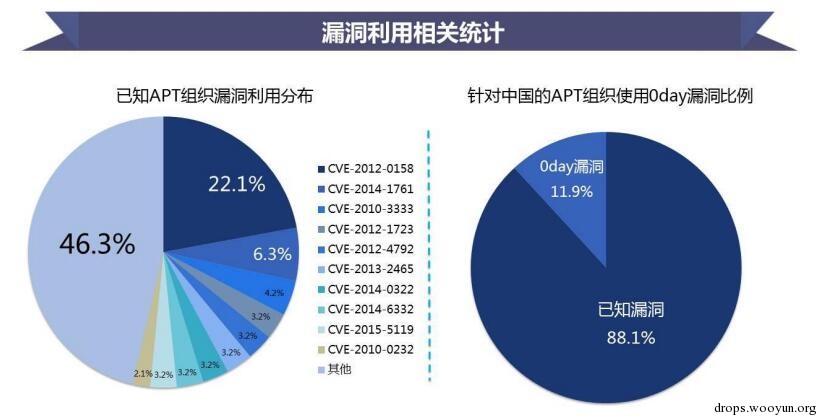 漏洞利用相关统计
已知APT组织漏洞利用分布
22.1%
6.3%
4.2%
3.2%
3.2%
3.2%
3.2%
3.2%
3.2%
2.1%
46.3%
CVE-2012-0158
CVE-2014-1761
CVE-2010-3333
CVE-2012-1723
CVE-2012-4792
CVE-2013-2465
CVE-2014-0322
CVE-2014-6332
CVE-2015-5119
CVE-2010-0232
其他
针对中国的APT组织使用0day漏洞比例
0day漏洞
11.9%
已知漏洞
88.1%
drops.wooyun.org